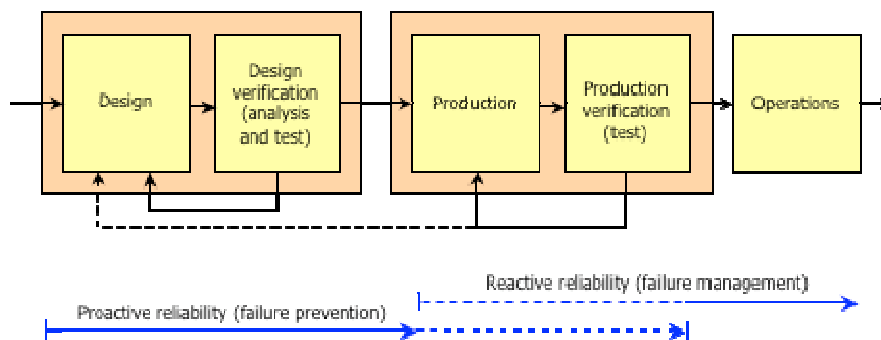 Design
Design
verification
(analysis
and test)
Production
Production
verification
(test)
Operations
Reactive reliability (failure management)
Proactive reliability (failure prevention)